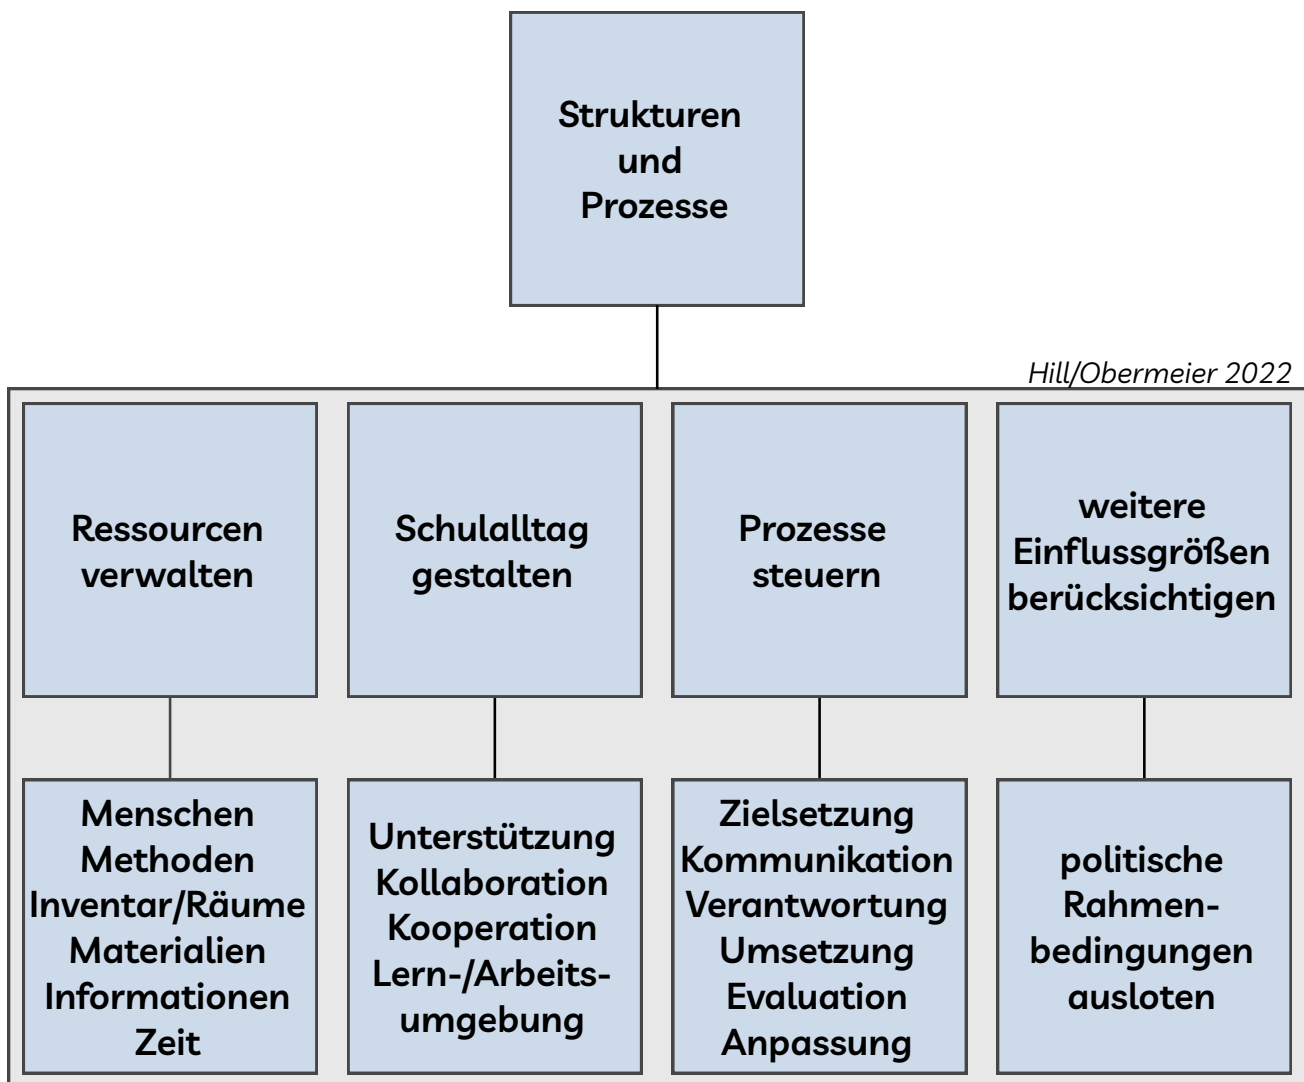 Strukturen
und
Prozesse
Hill/Obermeier 2022
Ressourcen
verwalten
Schulalltag
gestalten
Prozesse
steuern
weitere
Einflussgrößen
berücksichtigen
Menschen
Methoden
Inventar/Räume
Materialien
Informationen
Zeit
Unterstützung
Kollaboration
Kooperation
Lern-/Arbeits-
umgebung
Zielsetzung
Kommunikation
Verantwortung
Umsetzung
Evaluation
Anpassung
politische
Rahmen-
bedingungen
ausloten